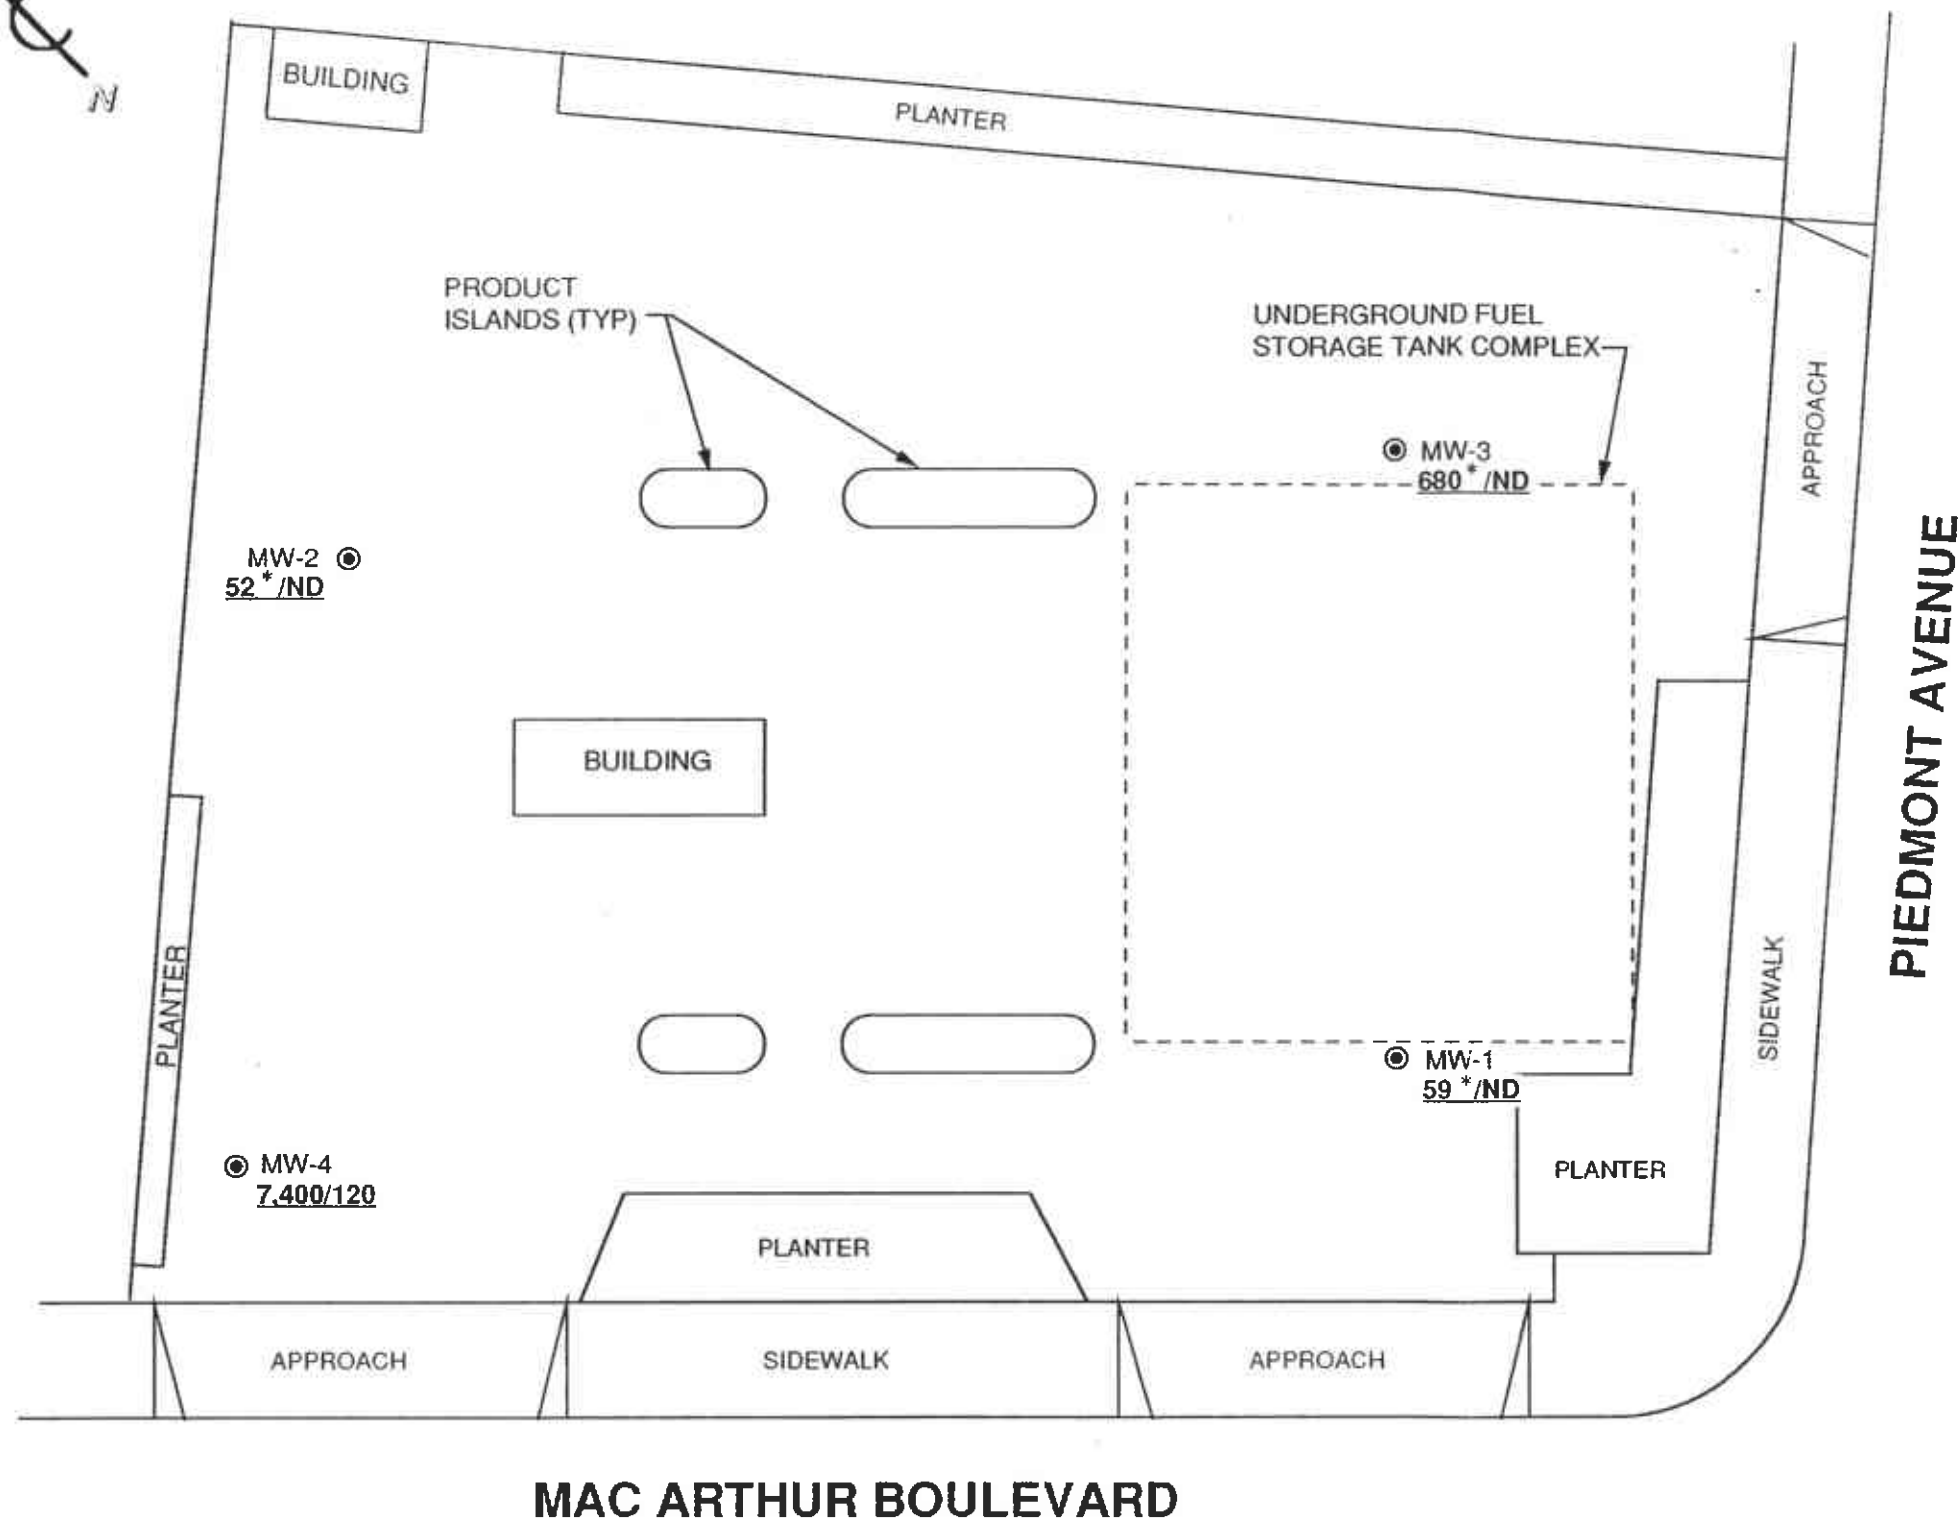 N
BUILDING
PLANTER
PRODUCT
ISLANDS (TYP)
UNDERGROUND FUEL
STORAGE TANK COMPLEX
APPROACH
MW-3
680*/ND
MW-2
52*/ND
PIEDMONT AVENUE
BUILDING
PLANTER
SIDEWALK
MW-1
59*/ND
MW-4
7,400/120
PLANTER
PLANTER
APPROACH
SIDEWALK
APPROACH
MAC ARTHUR BOULEVARD